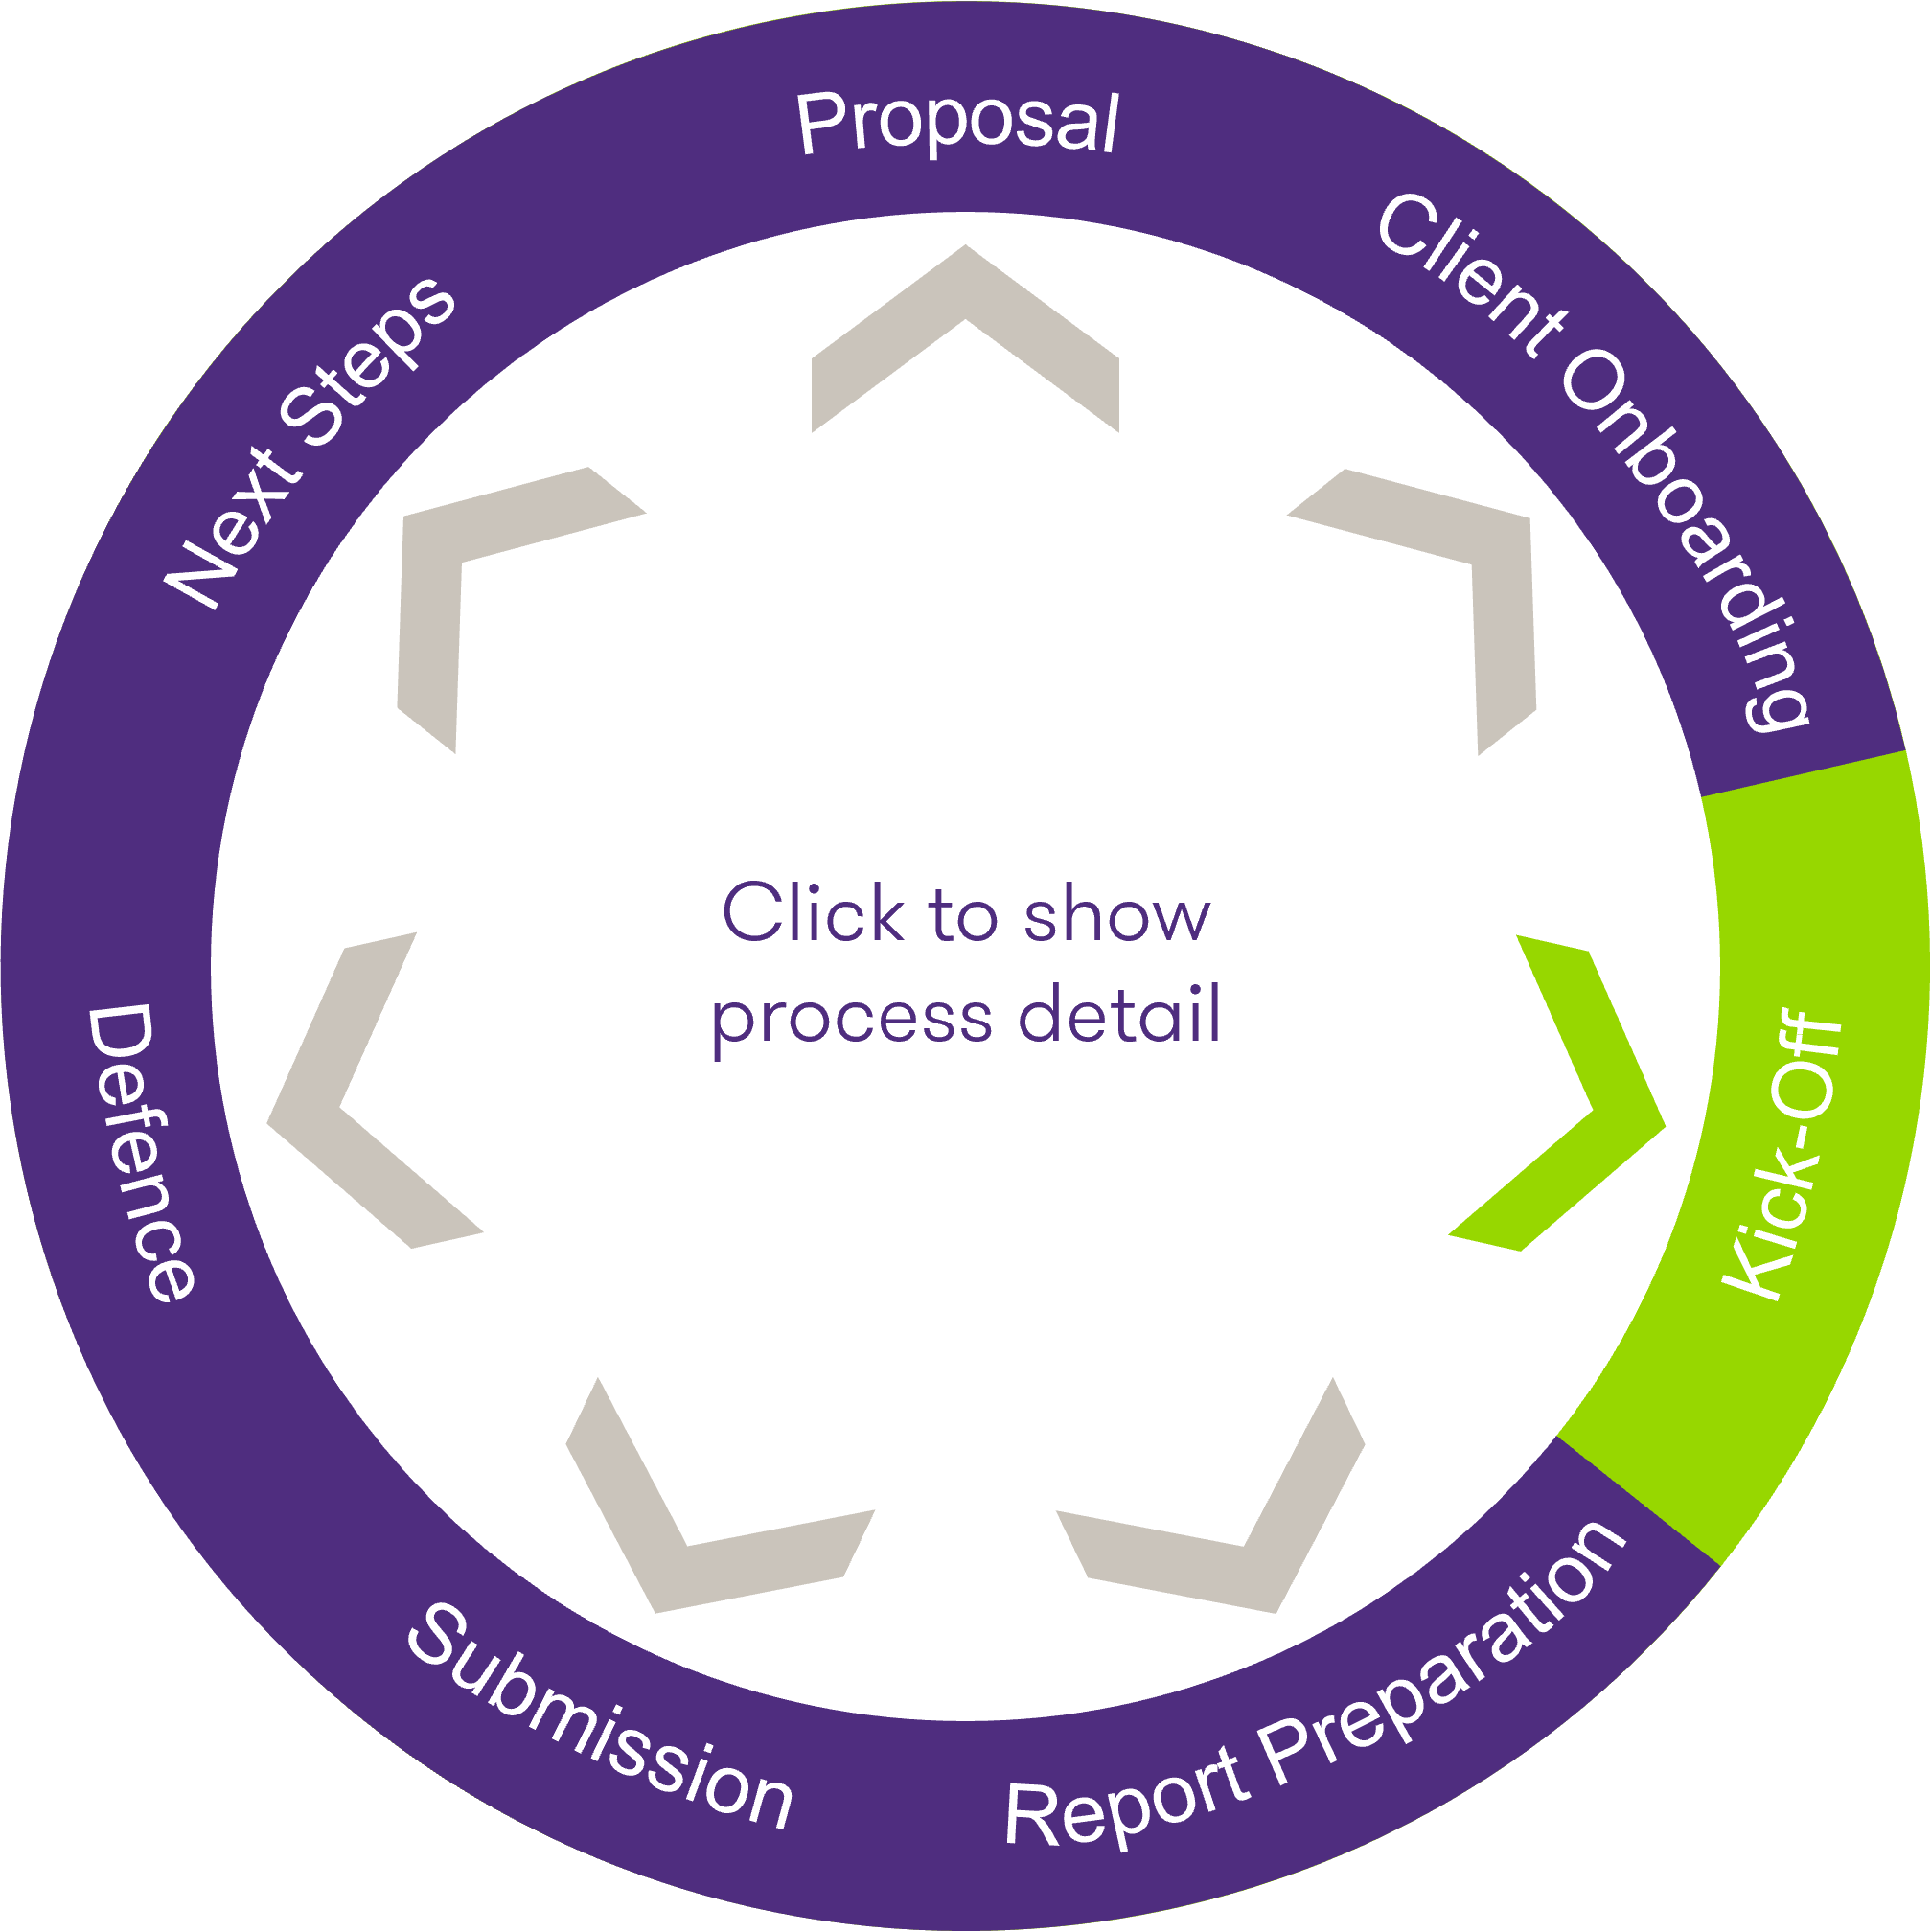 Proposal
Client Onboarding
Kick-Off
Report Preparation
Submission
Defence
Next Steps
Click to show
process detail